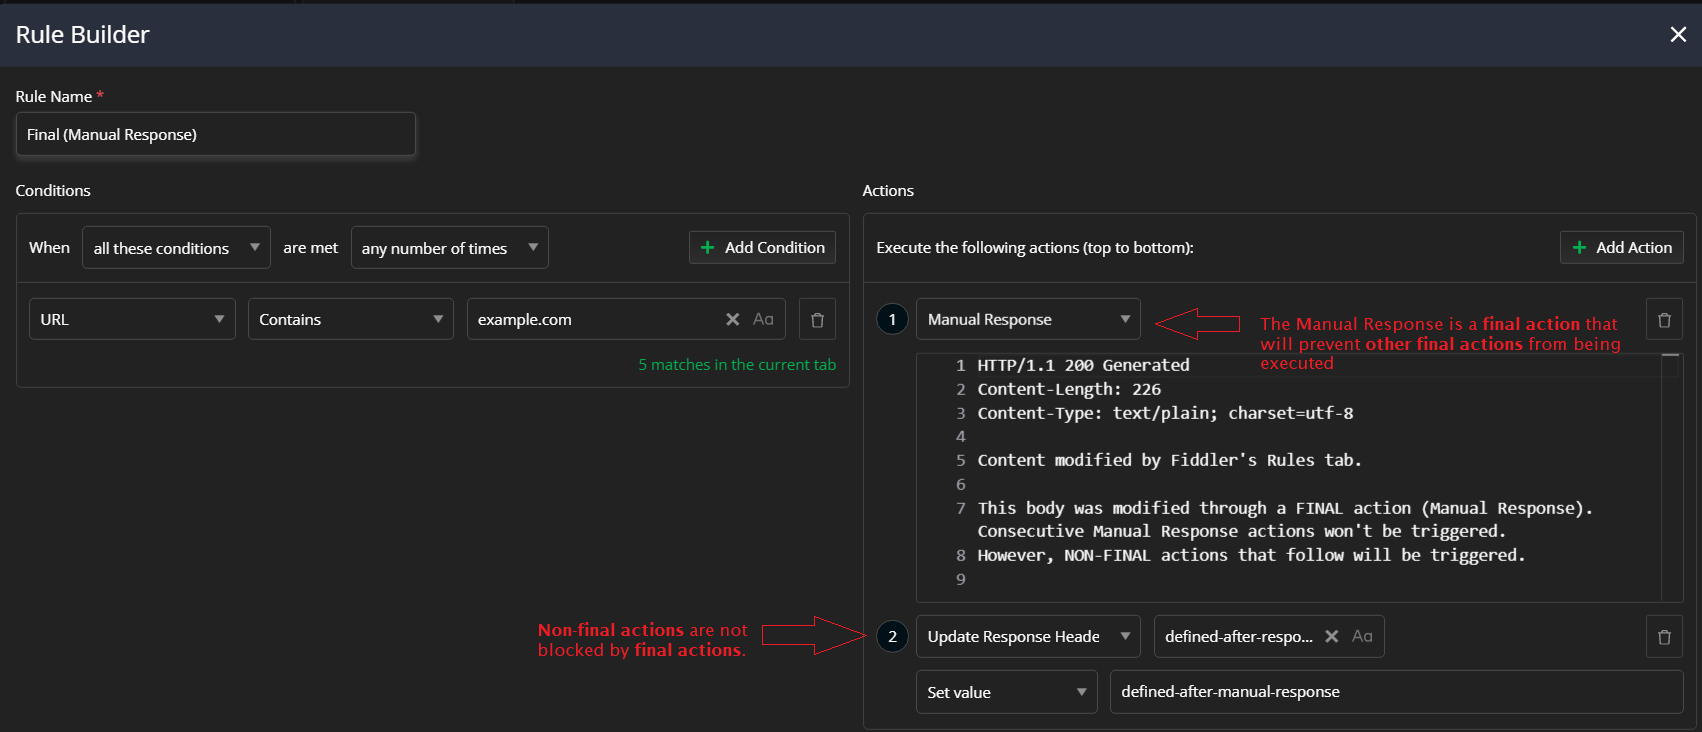 Rule Builder
Rule Name *
Final (Manual Response)
Conditions
When all these conditions are met any number of times Add Condition
URL Contains example.com Aa
5 matches in the current tab
Actions
Execute the following actions (top to bottom): Add Action
1 Manual Response
The Manual Response is a final action that
will prevent other final actions from being
executed
1 HTTP/1.1 200 Generated
2 Content-Length: 226
3 Content-Type: text/plain; charset=utf-8
4
5 Content modified by Fiddler's Rules tab.
6
7 This body was modified through a FINAL action (Manual Response).
Consecutive Manual Response actions won't be triggered.
8 However, NON-FINAL actions that follow will be triggered.
9
Non-final actions are not
blocked by final actions.
2 Update Response Heade defined-after-respo... Aa
Set value defined-after-manual-response